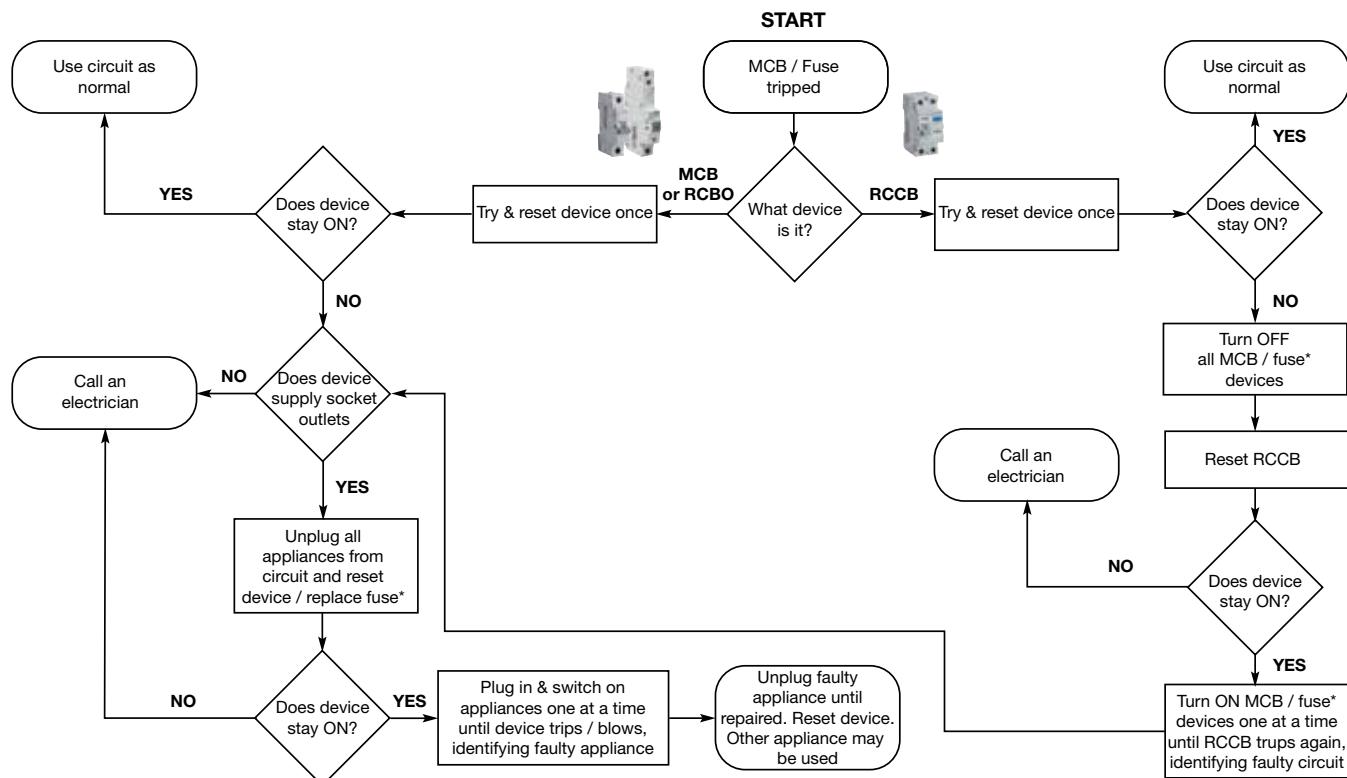 START
MCB / Fuse
tripped
Use circuit as
normal
Use circuit as
normal
YES
YES
MCB
or RCBO
RCCB
Does device
stay ON?
Try & reset device once
What device
is it?
Try & reset device once
Does device
stay ON?
NO
NO
Turn OFF
all MCB / fuse*
devices
Call an
electrician
NO
Does device
supply socket
outlets
Reset RCCB
Call an
electrician
YES
Unplug all
appliances from
circuit and reset
device / replace fuse*
NO
Does device
stay ON?
YES
NO
Does device
stay ON?
YES
Plug in & switch on
appliances one at a time
until device trips / blows,
identifying faulty appliance
Unplug faulty
appliance until
repaired. Reset device.
Other appliance may
be used
Turn ON MCB / fuse*
devices one at a time
until RCCB trups again,
identifying faulty circuit